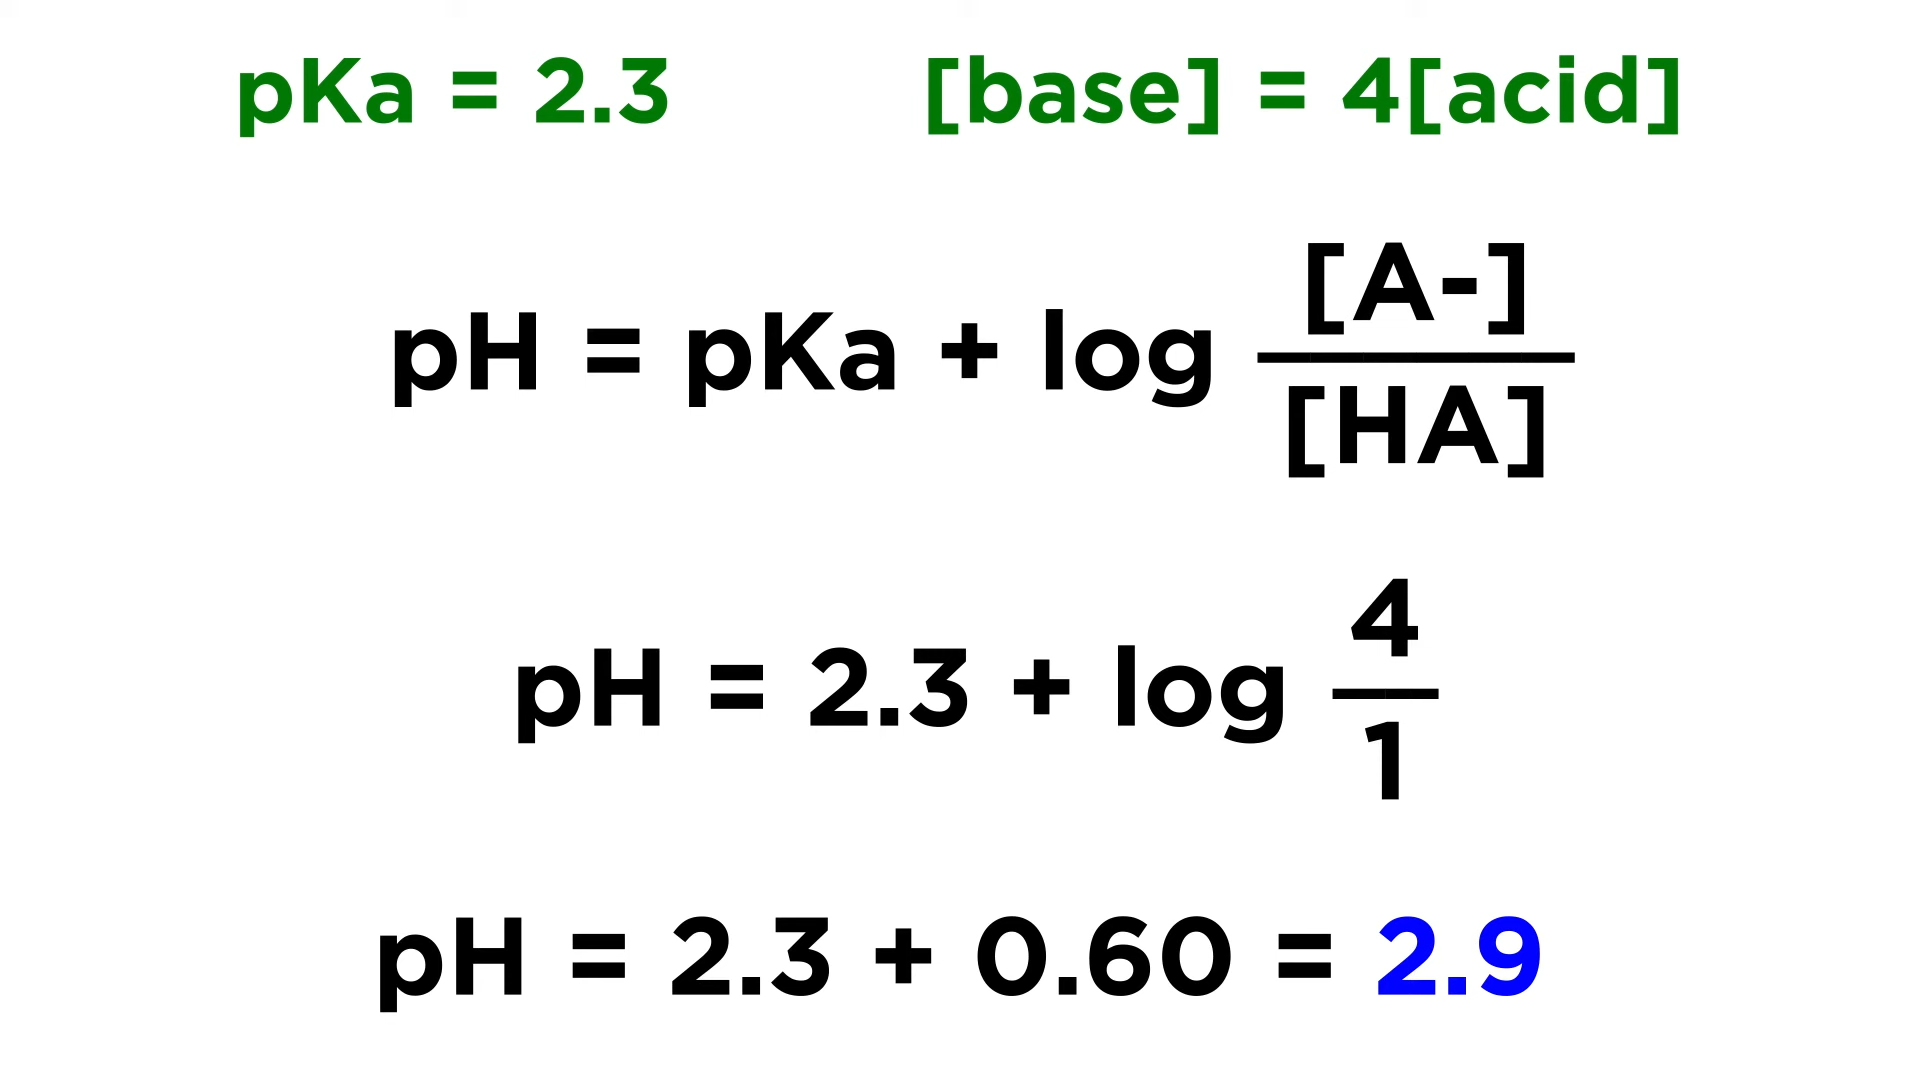 pKa = 2.3 [base] = 4[acid]
pH = pKa + log [A-] / [HA]
pH = 2.3 + log 4 / 1
pH = 2.3 + 0.60 = 2.9